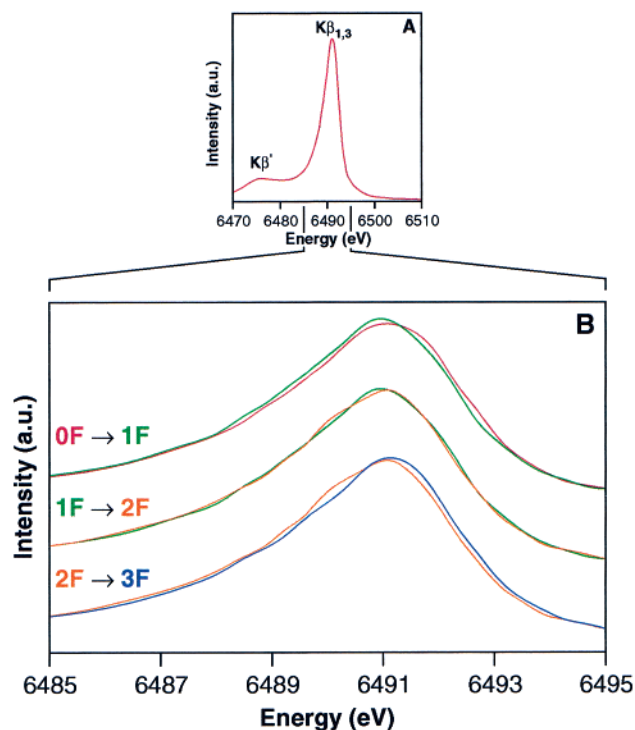 A
Kβ1,3
Kβ'
Intensity (a.u.)
6470 6480 6490 6500 6510
Energy (eV)
B
0F → 1F
1F → 2F
2F → 3F
Intensity (a.u.)
6485 6487 6489 6491 6493 6495
Energy (eV)